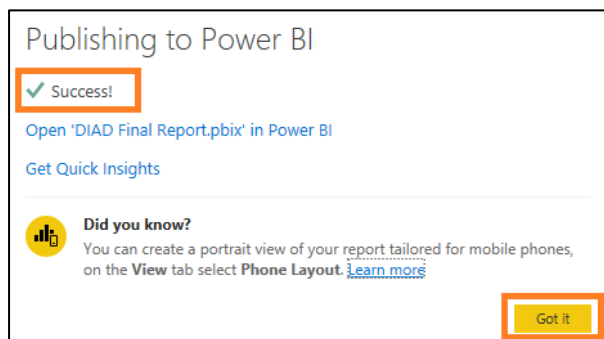 Publishing to Power BI
Success!
Open 'DIAD Final Report.pbix' in Power BI
Get Quick Insights
Did you know?
You can create a portrait view of your report tailored for mobile phones,
on the View tab select Phone Layout. Learn more
Got it